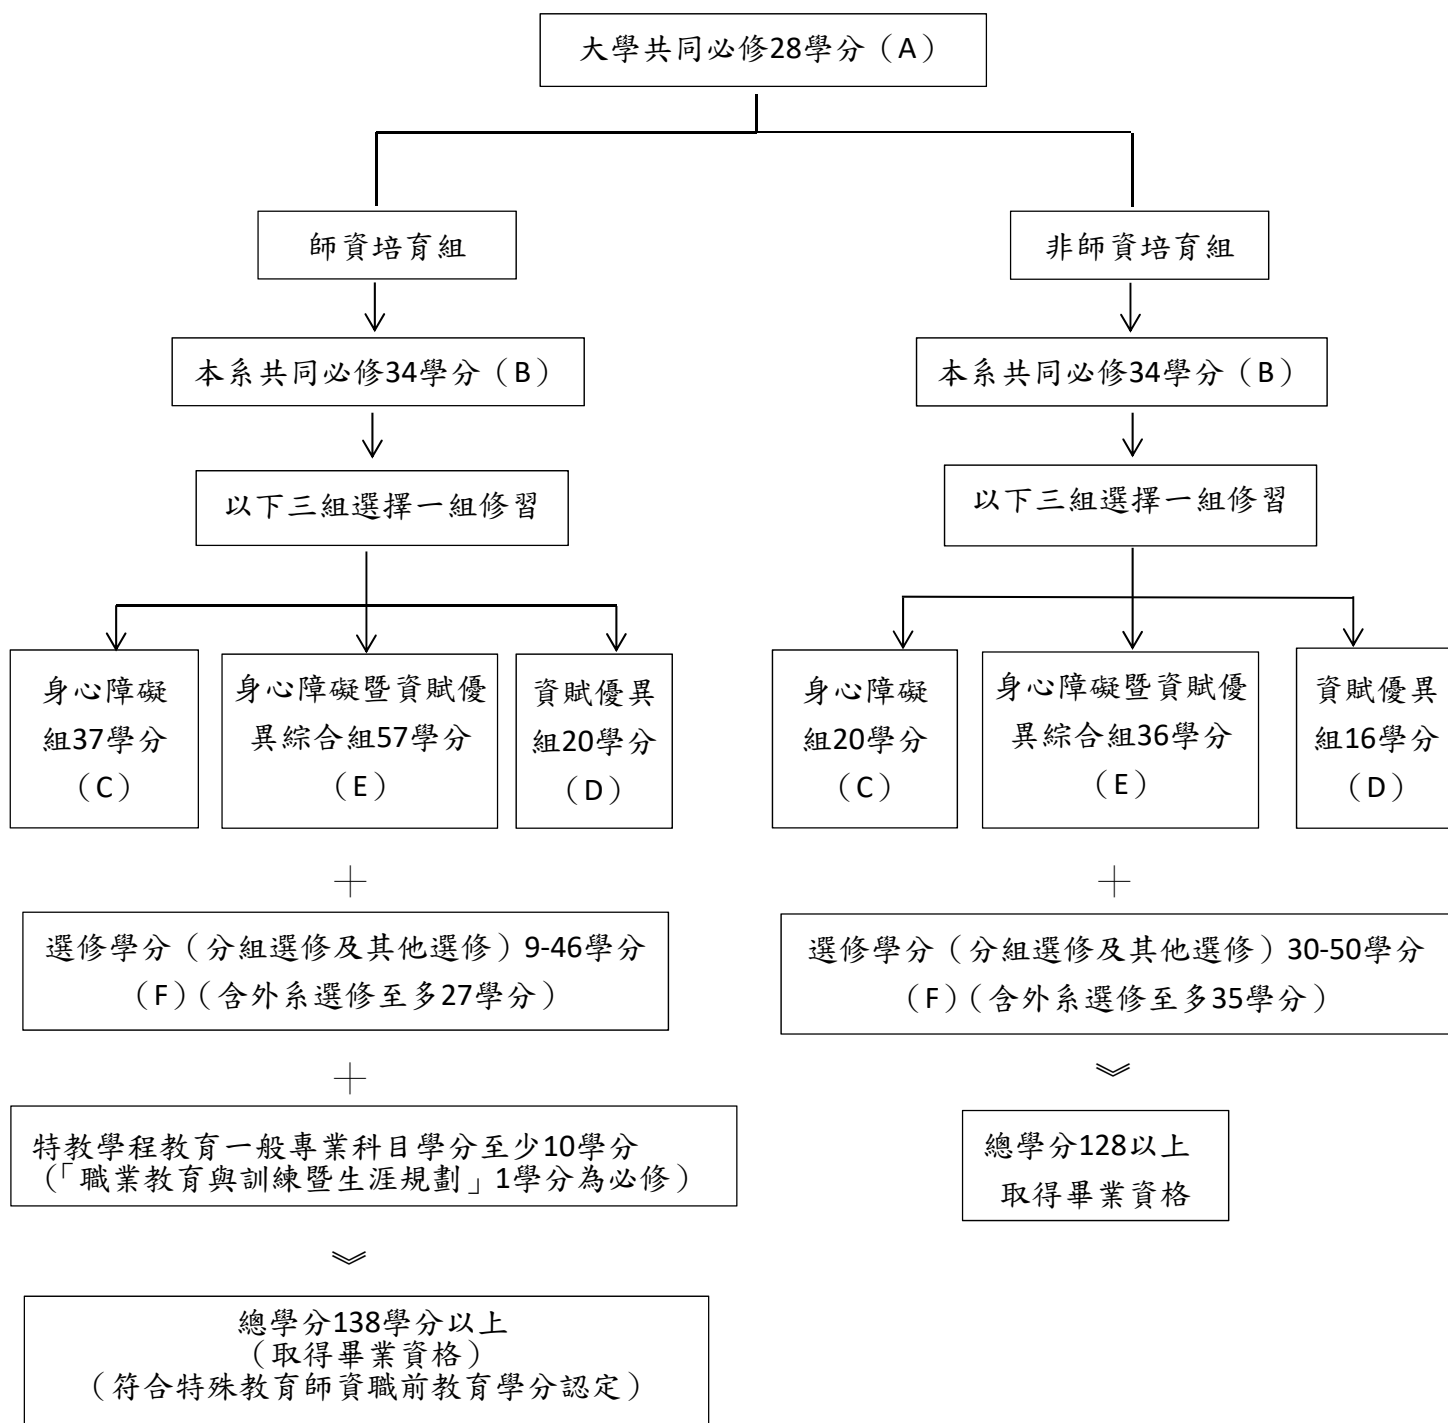 大學共同必修28學分（A）
師資培育組
非師資培育組
本系共同必修34學分（B）
本系共同必修34學分（B）
以下三組選擇一組修習
以下三組選擇一組修習
身心障礙
組37學分
（C）
身心障礙暨資賦優
異綜合組57學分
（E）
資賦優異
組20學分
（D）
身心障礙
組20學分
（C）
身心障礙暨資賦優
異綜合組36學分
（E）
資賦優異
組16學分
（D）
＋
＋
選修學分（分組選修及其他選修）9-46學分
（F）（含外系選修至多27學分）
選修學分（分組選修及其他選修）30-50學分
（F）（含外系選修至多35學分）
＋
特教學程教育一般專業科目學分至少10學分
（「職業教育與訓練暨生涯規劃」1學分為必修）
總學分128以上
取得畢業資格
總學分138學分以上
（取得畢業資格）
（符合特殊教育師資職前教育學分認定）